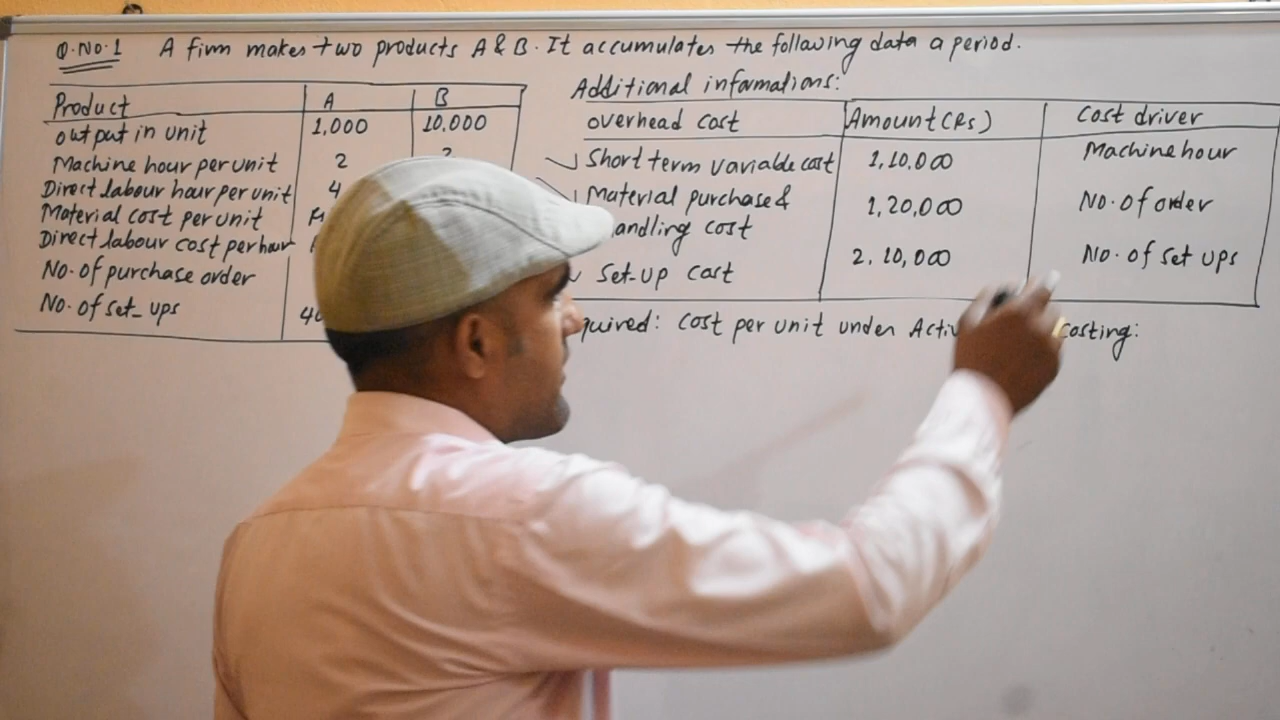 Q.No.1 A firm makes two products A & B. It accumulates the following data a period.
Product A B
output in unit 1,000 10,000
Machine hour per unit 2
Direct labour hour per unit 4
Material cost per unit
Direct labour cost per hour
No. of purchase order
No. of set-ups
Additional informations:
overhead cost Amount (Rs) Cost driver
Short term variable cost 1,10,000 Machine hour
Material purchase & 1,20,000 No. of order
handling cost
Set-up cost 2,10,000 No. of set ups
cost per unit under costing: